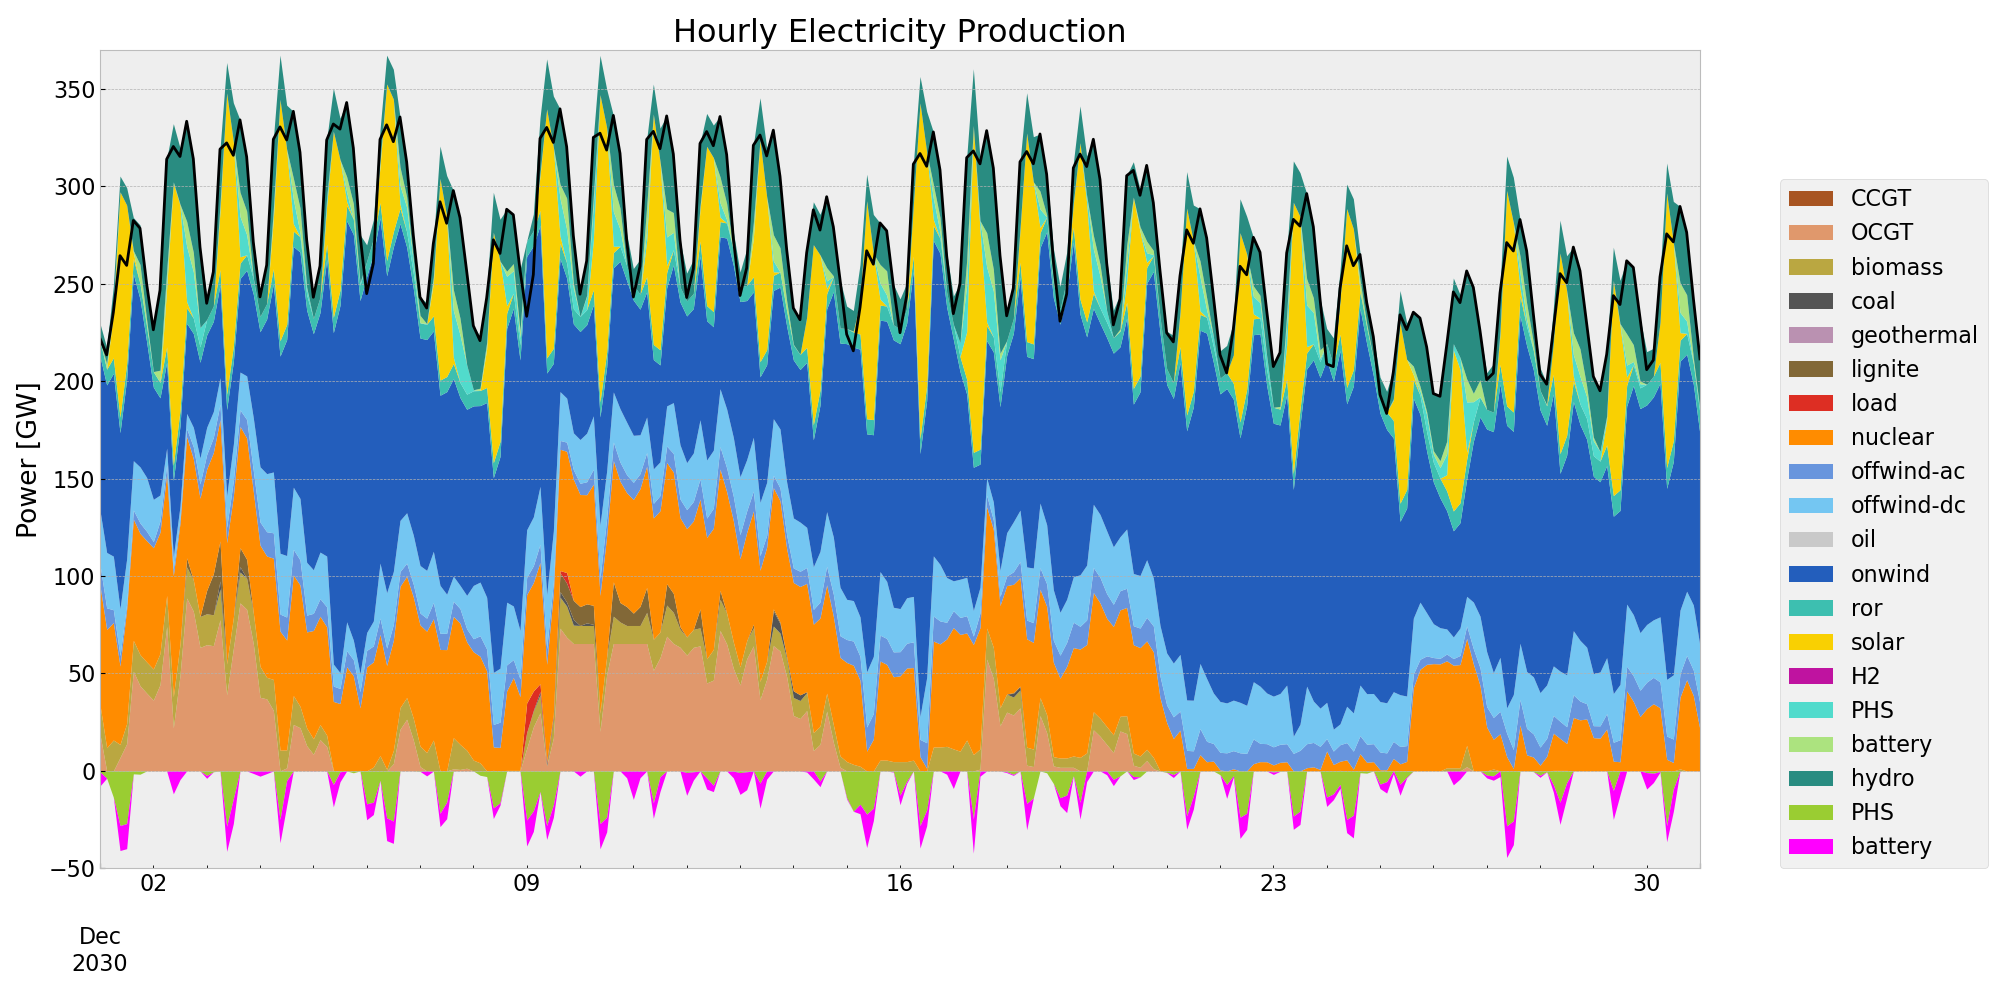 Hourly Electricity Production
Power [GW]
350
300
250
200
150
100
50
0
−50
02
09
16
23
30
Dec
2030
CCGT
OCGT
biomass
coal
geothermal
lignite
load
nuclear
offwind-ac
offwind-dc
oil
onwind
ror
solar
H2
PHS
battery
hydro
PHS
battery